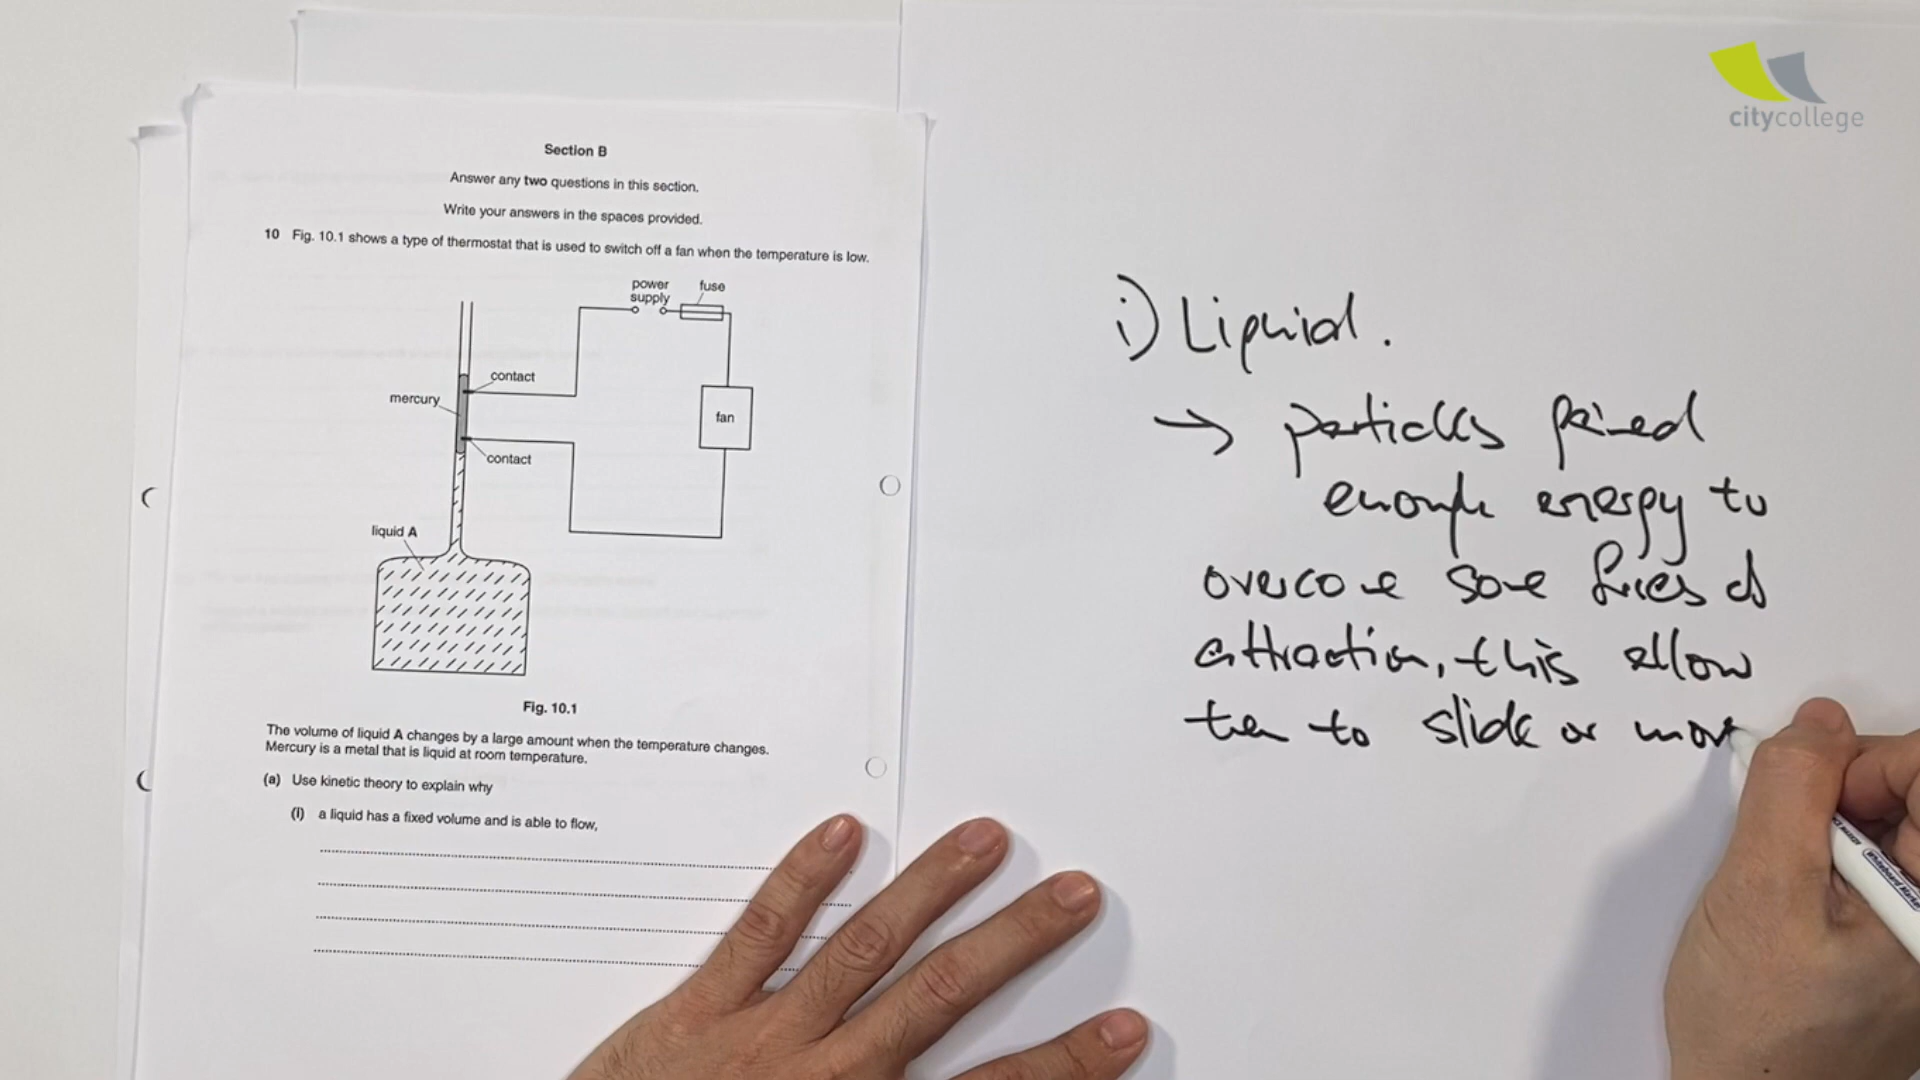 citycollege
Section B
Answer any two questions in this section.
Write your answers in the spaces provided.
10 Fig. 10.1 shows a type of thermostat that is used to switch off a fan when the temperature is low.
power
supply
fuse
contact
mercury
fan
contact
liquid A
Fig. 10.1
The volume of liquid A changes by a large amount when the temperature changes.
Mercury is a metal that is liquid at room temperature.
(a) Use kinetic theory to explain why
(i) a liquid has a fixed volume and is able to flow,
i) Liquid.
→ particles gained
enough energy to
overcome some forces of
attraction, this allow
them to slide or mov